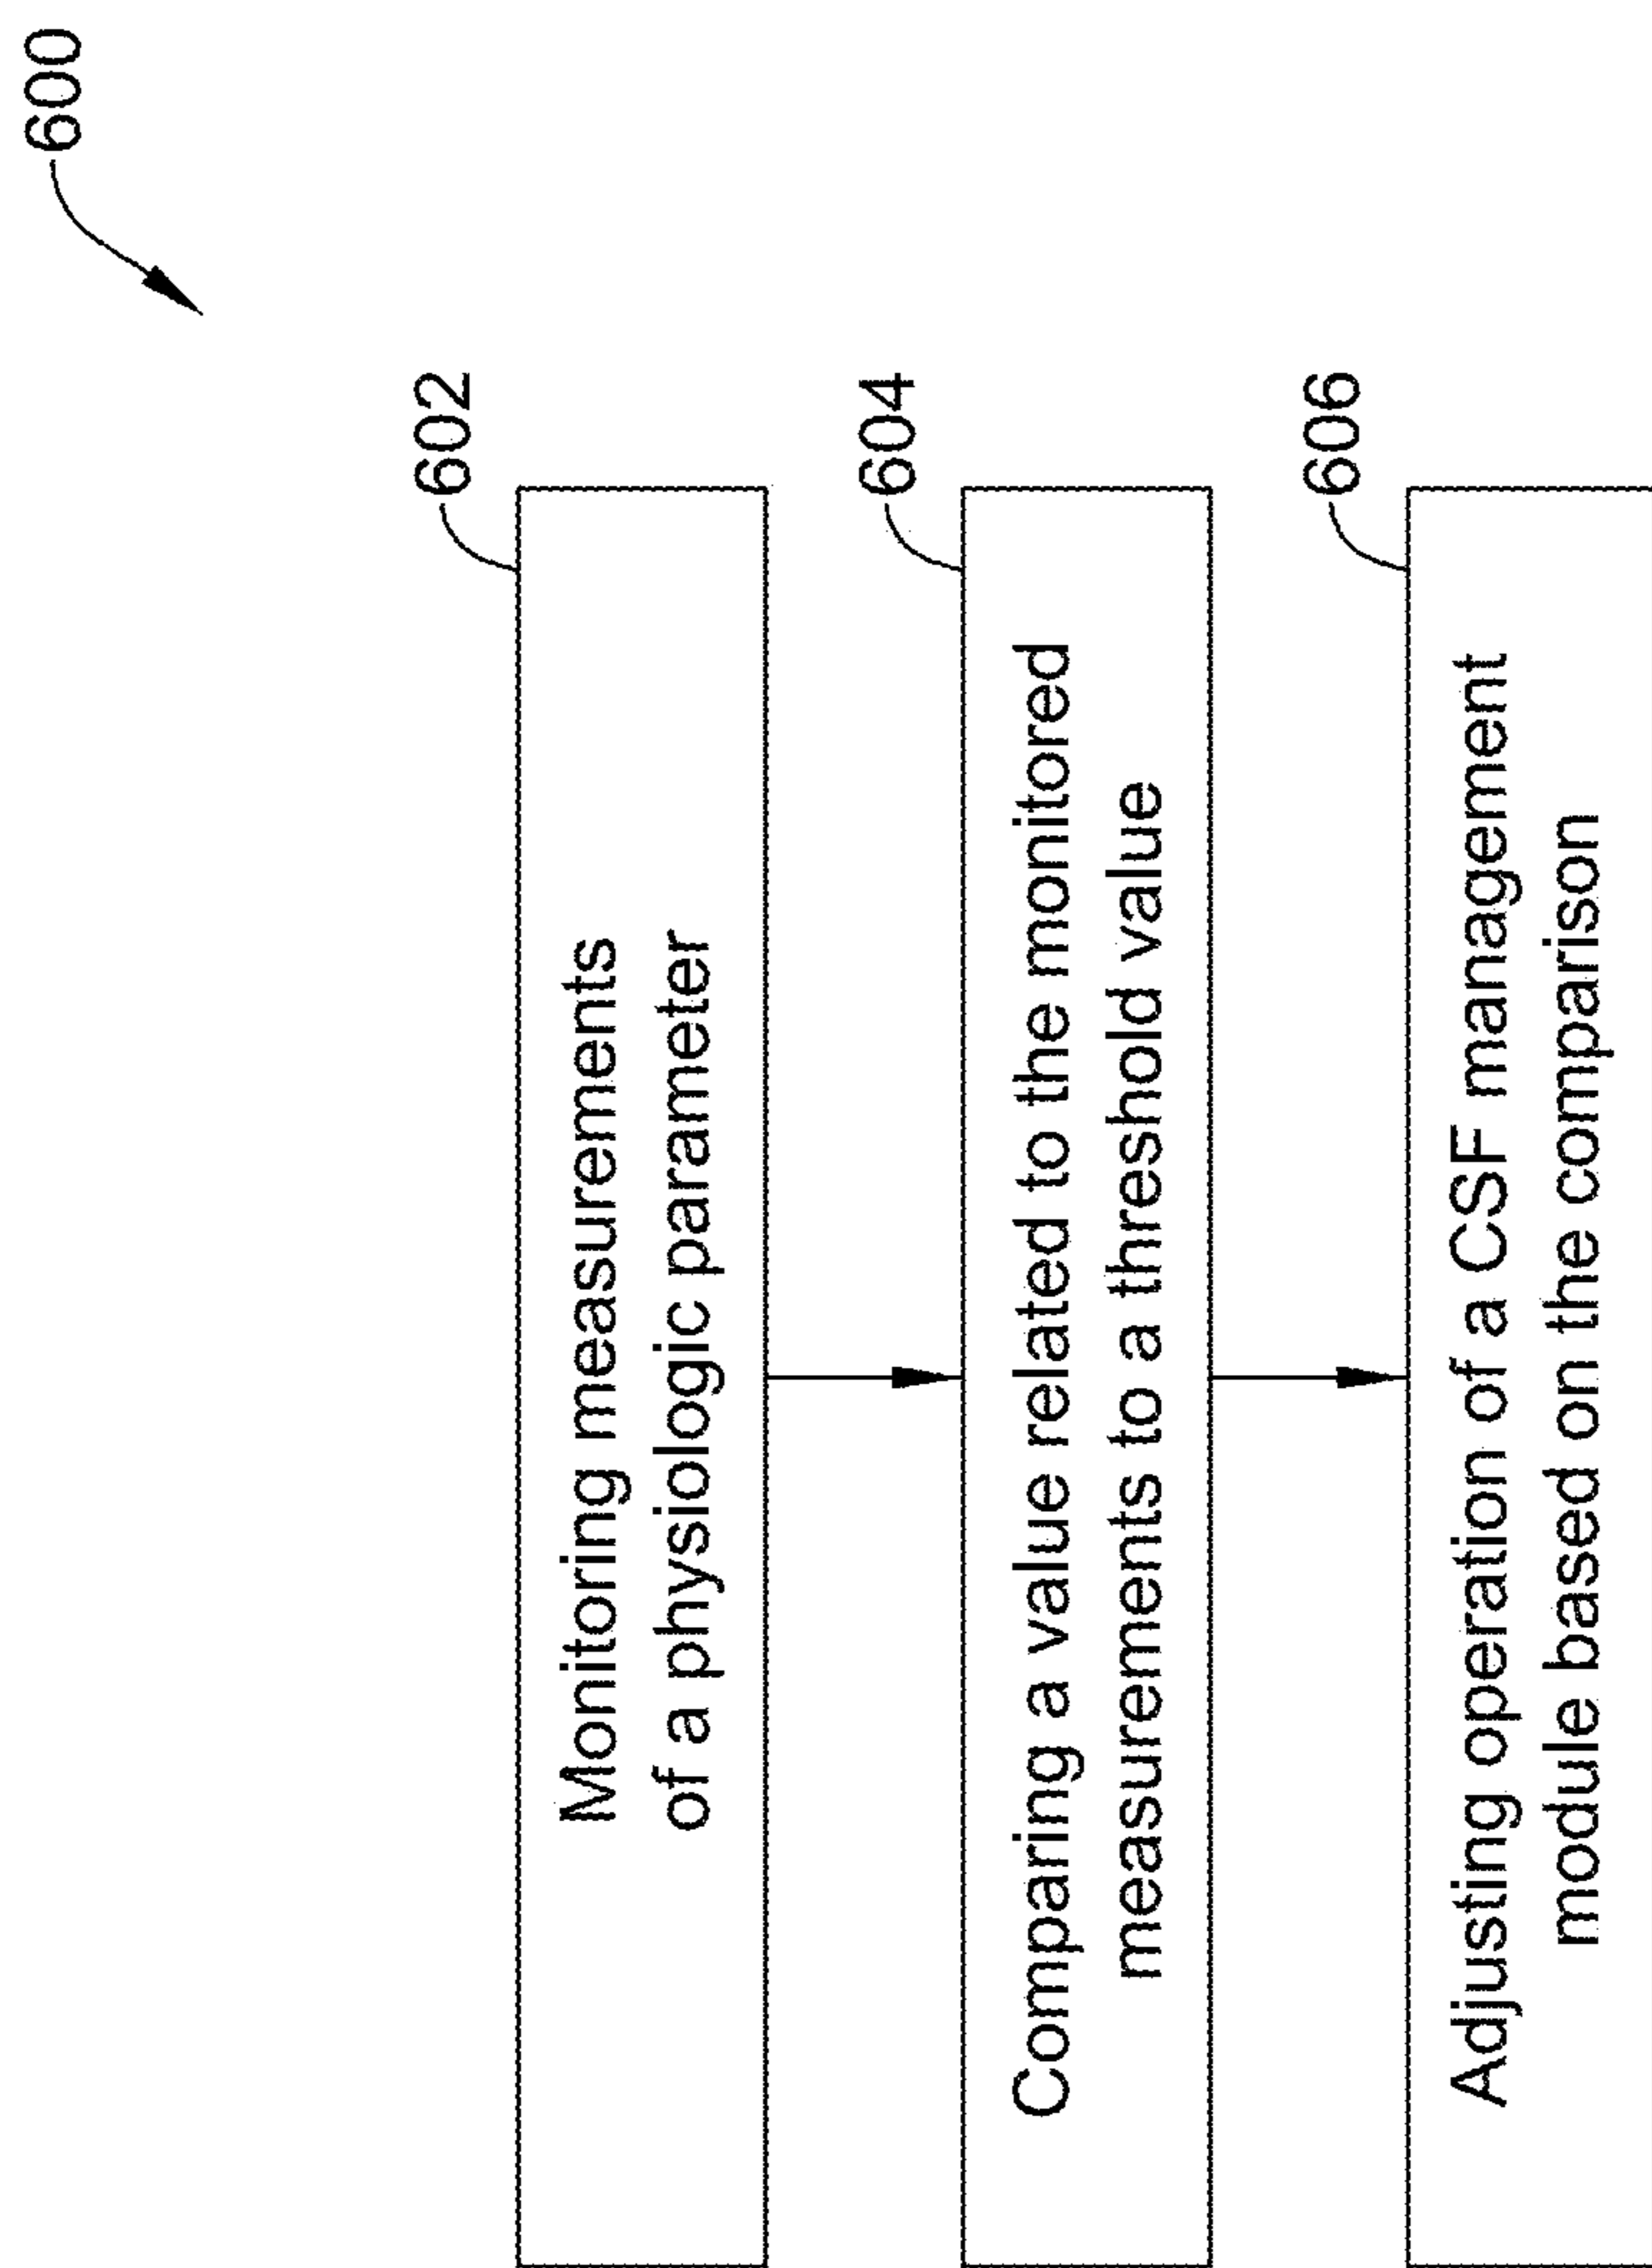 600
602
Monitoring measurements
of a physiologic parameter
604
Comparing a value related to the monitored
measurements to a threshold value
606
Adjusting operation of a CSF management
module based on the comparison